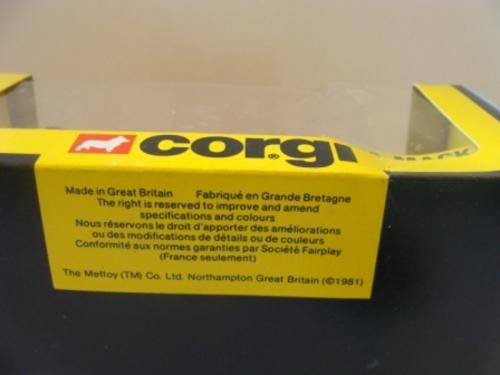 corgi
MACK
Made in Great Britain Fabriqué en Grande Bretagne
The right is reserved to improve and amend
specifications and colours
Nous réservons le droit d'apporter des améliorations
ou des modifications de détails ou de couleurs
Conformité aux normes garanties par Société Fairplay
(France seulement)
The Mettoy (TM) Co. Ltd. Northampton Great Britain (©1981)